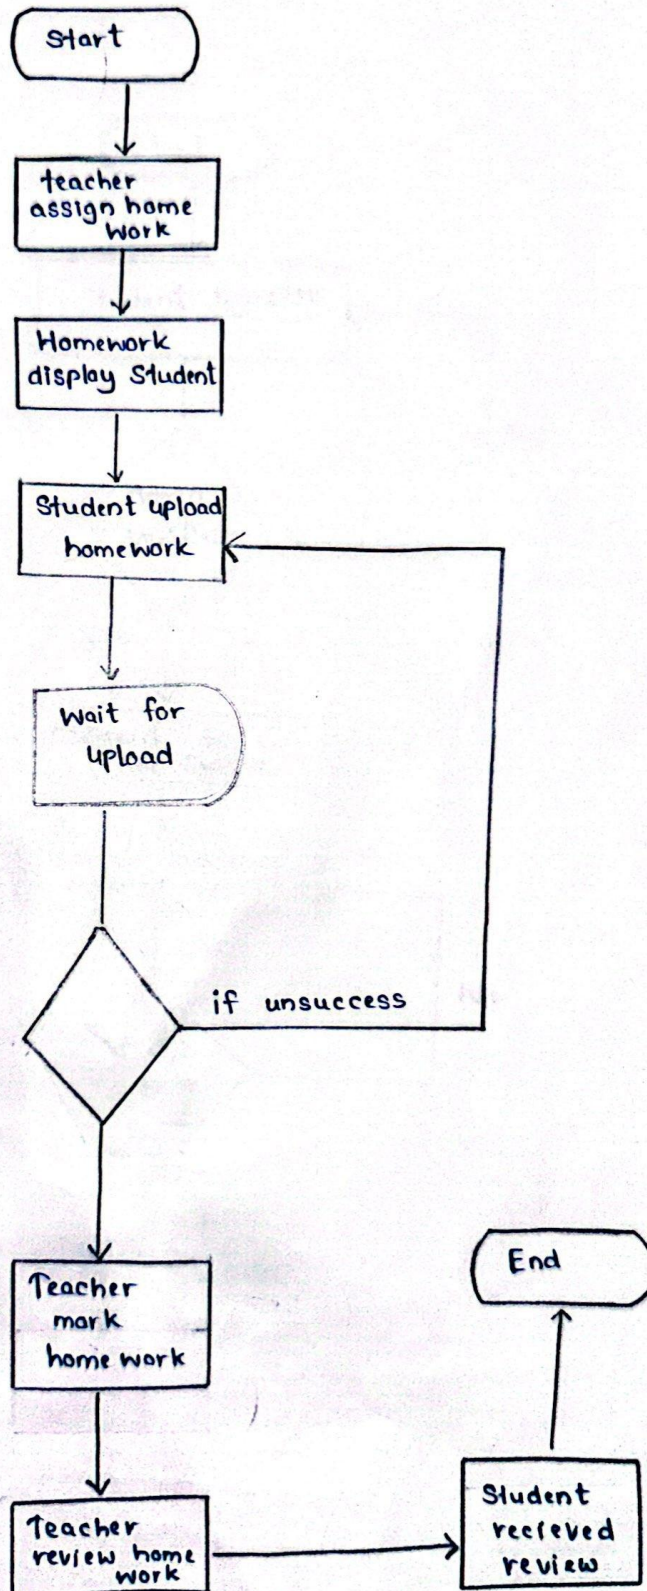 Start
teacher
assign home
work
Homework
display Student
Student upload
homework
Wait for
upload
if unsuccess
Teacher
mark
home work
Teacher
review home
work
Student
recieved
review
End